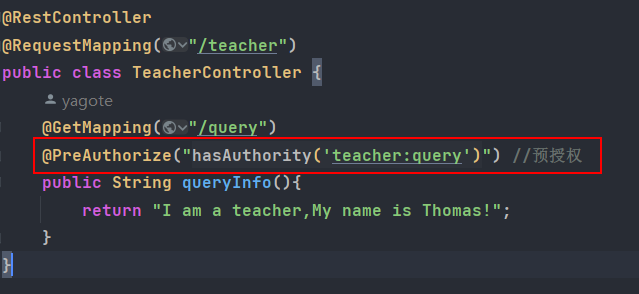 @RestController
@RequestMapping("/teacher")
public class TeacherController {
yagote
@GetMapping("/query")
@PreAuthorize("hasAuthority('teacher:query')") //预授权
public String queryInfo(){
return "I am a teacher,My name is Thomas!";
}
}